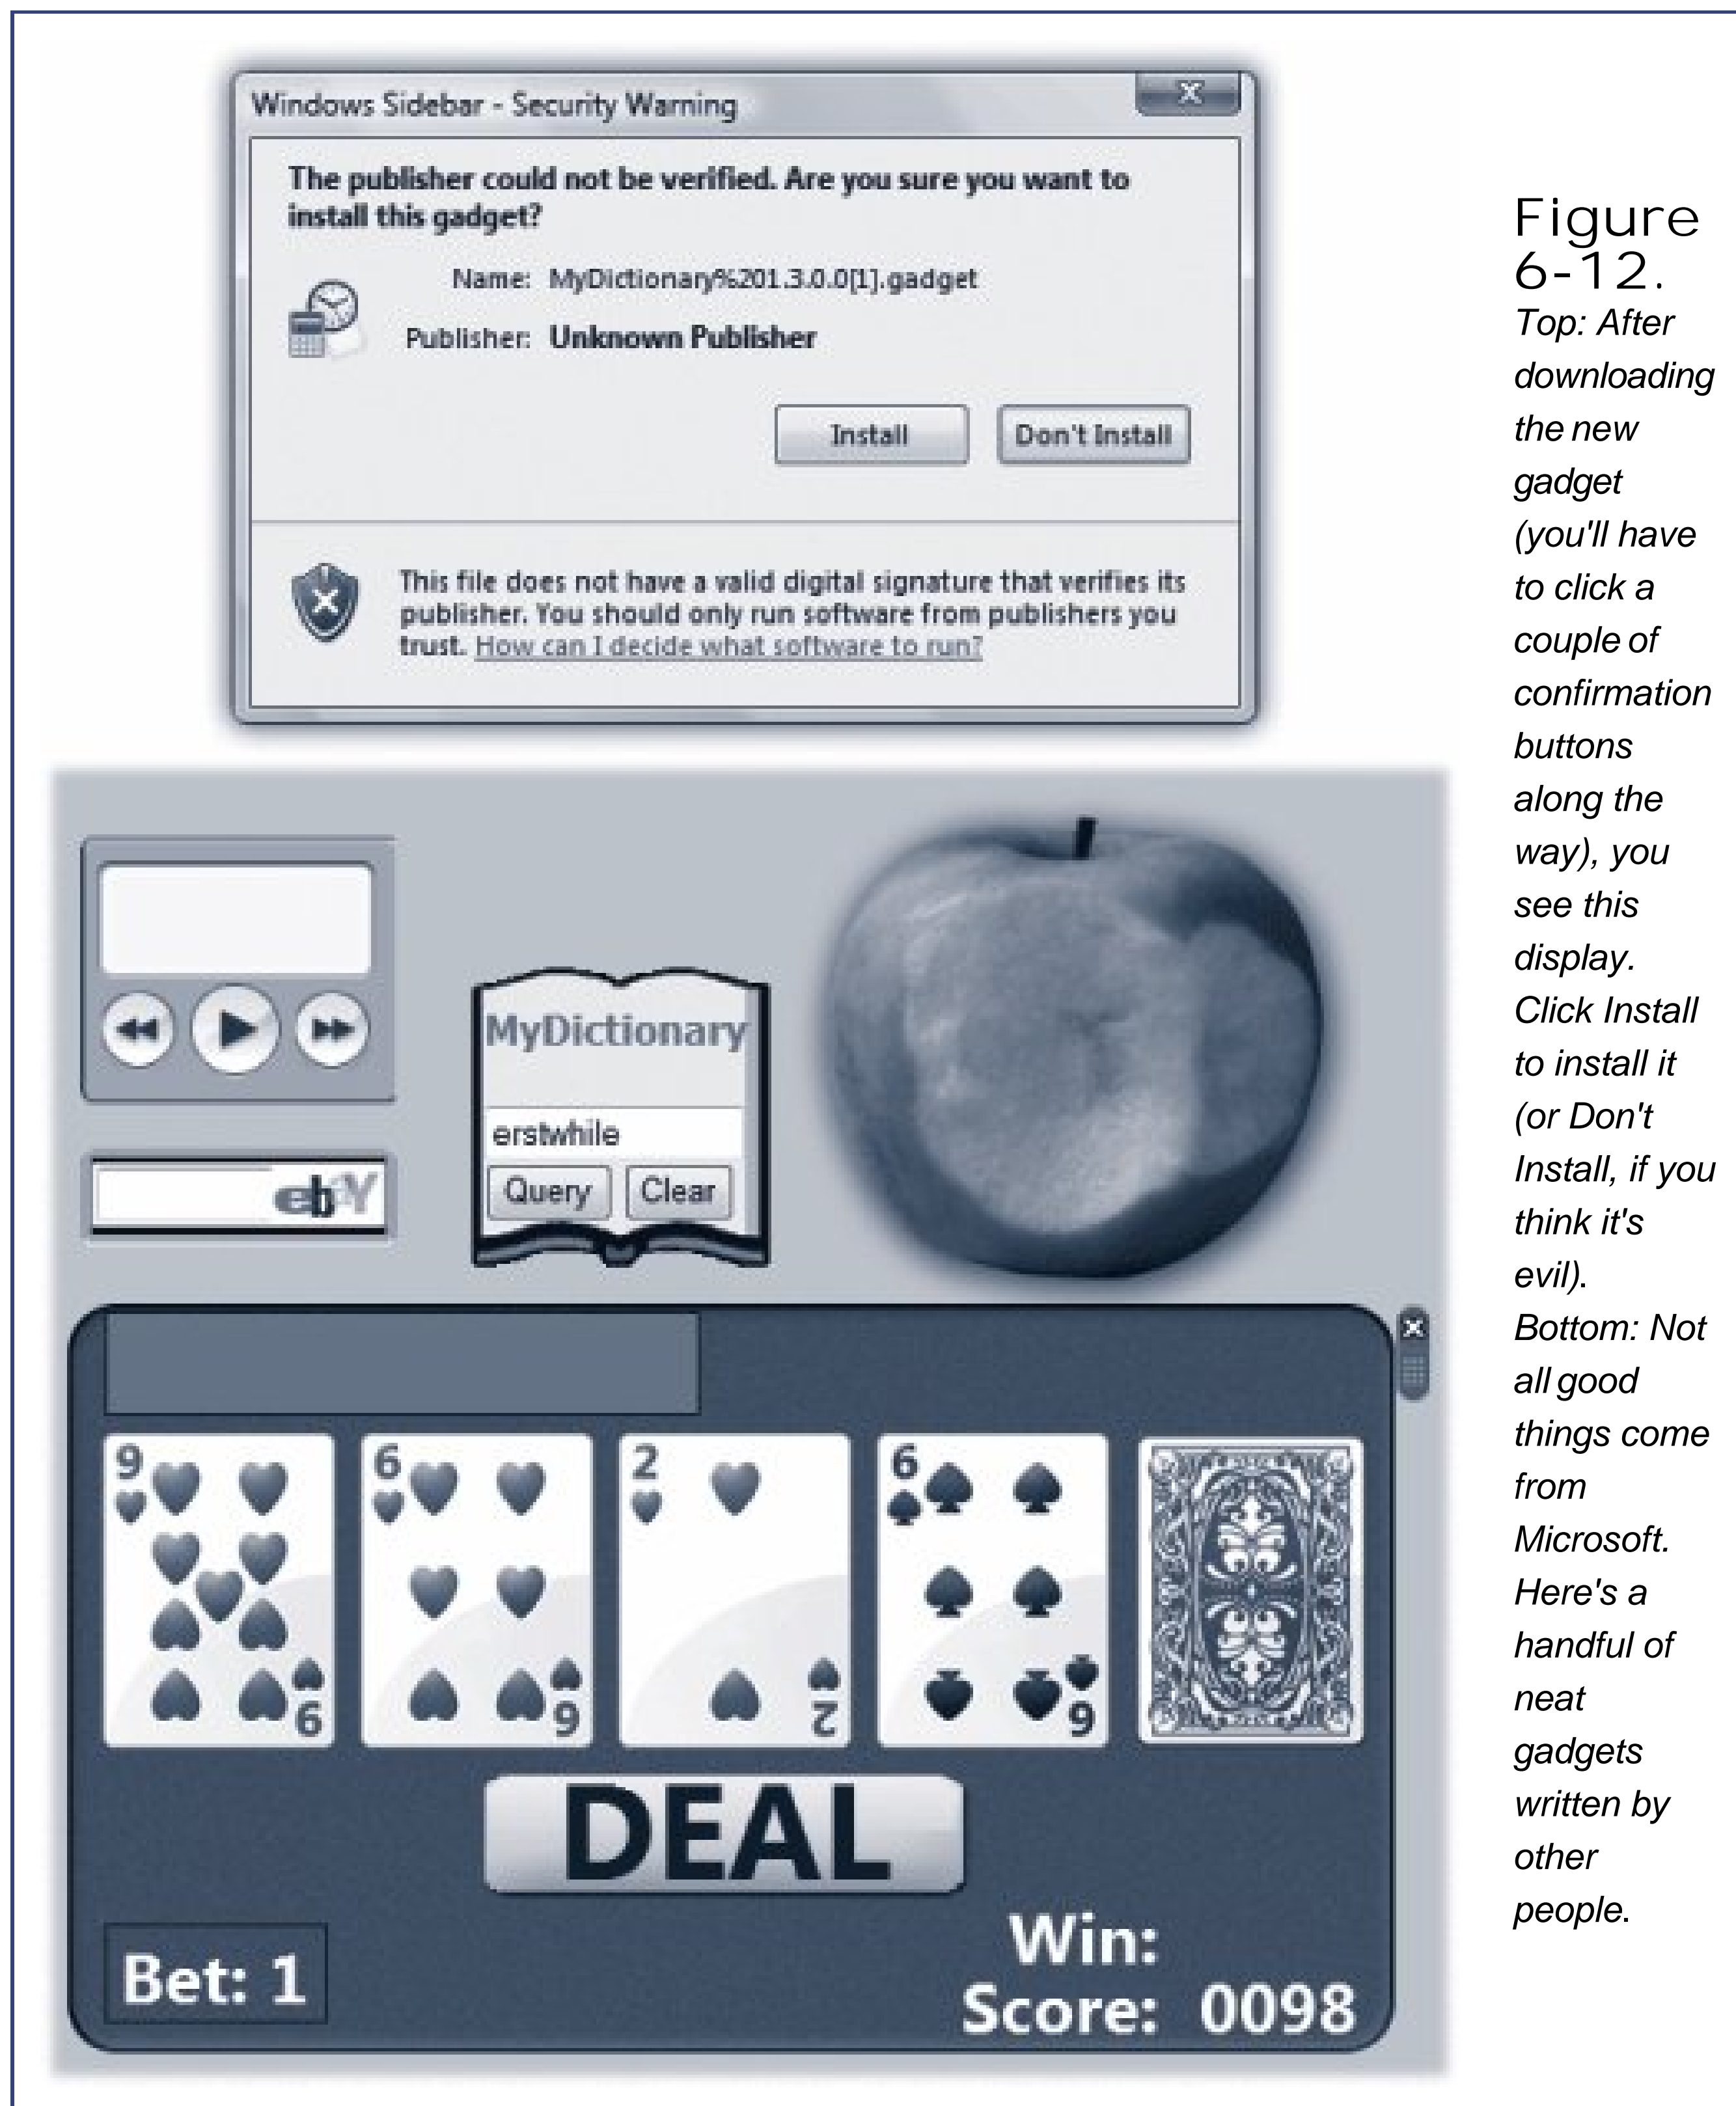 Windows Sidebar - Security Warning
The publisher could not be verified. Are you sure you want to
install this gadget?
Name: MyDictionary%201.3.0.0[1].gadget
Publisher: Unknown Publisher
Install Don't Install
This file does not have a valid digital signature that verifies its
publisher. You should only run software from publishers you
trust. How can I decide what software to run?
MyDictionary
erstwhile
Query Clear
ebY
9 6 2 6
9 6 2 6
DEAL
Bet: 1
Win:
Score: 0098
Figure
6-12.
Top: After
downloading
the new
gadget
(you'll have
to click a
couple of
confirmation
buttons
along the
way), you
see this
display.
Click Install
to install it
(or Don't
Install, if you
think it's
evil).
Bottom: Not
all good
things come
from
Microsoft.
Here's a
handful of
neat
gadgets
written by
other
people.